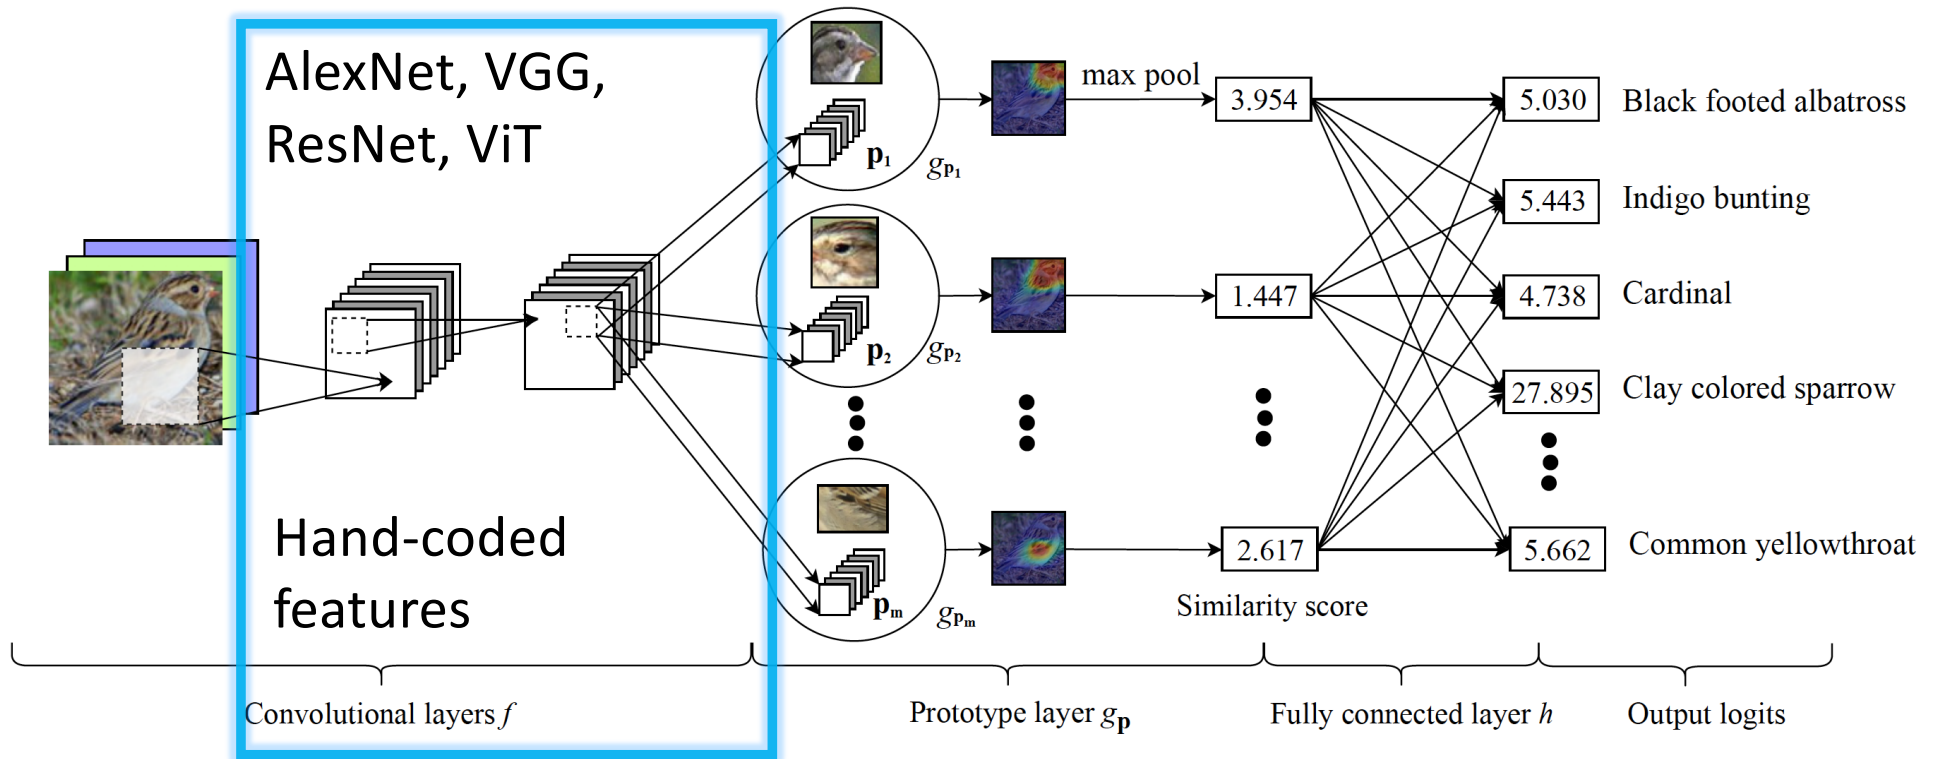 AlexNet, VGG,
ResNet, ViT
Hand-coded
features
p1
gp1
p2
gp2
pm
gpm
max pool
3.954
1.447
2.617
Similarity score
5.030
Black footed albatross
5.443
Indigo bunting
4.738
Cardinal
27.895
Clay colored sparrow
5.662
Common yellowthroat
Convolutional layers f
Prototype layer gp
Fully connected layer h
Output logits